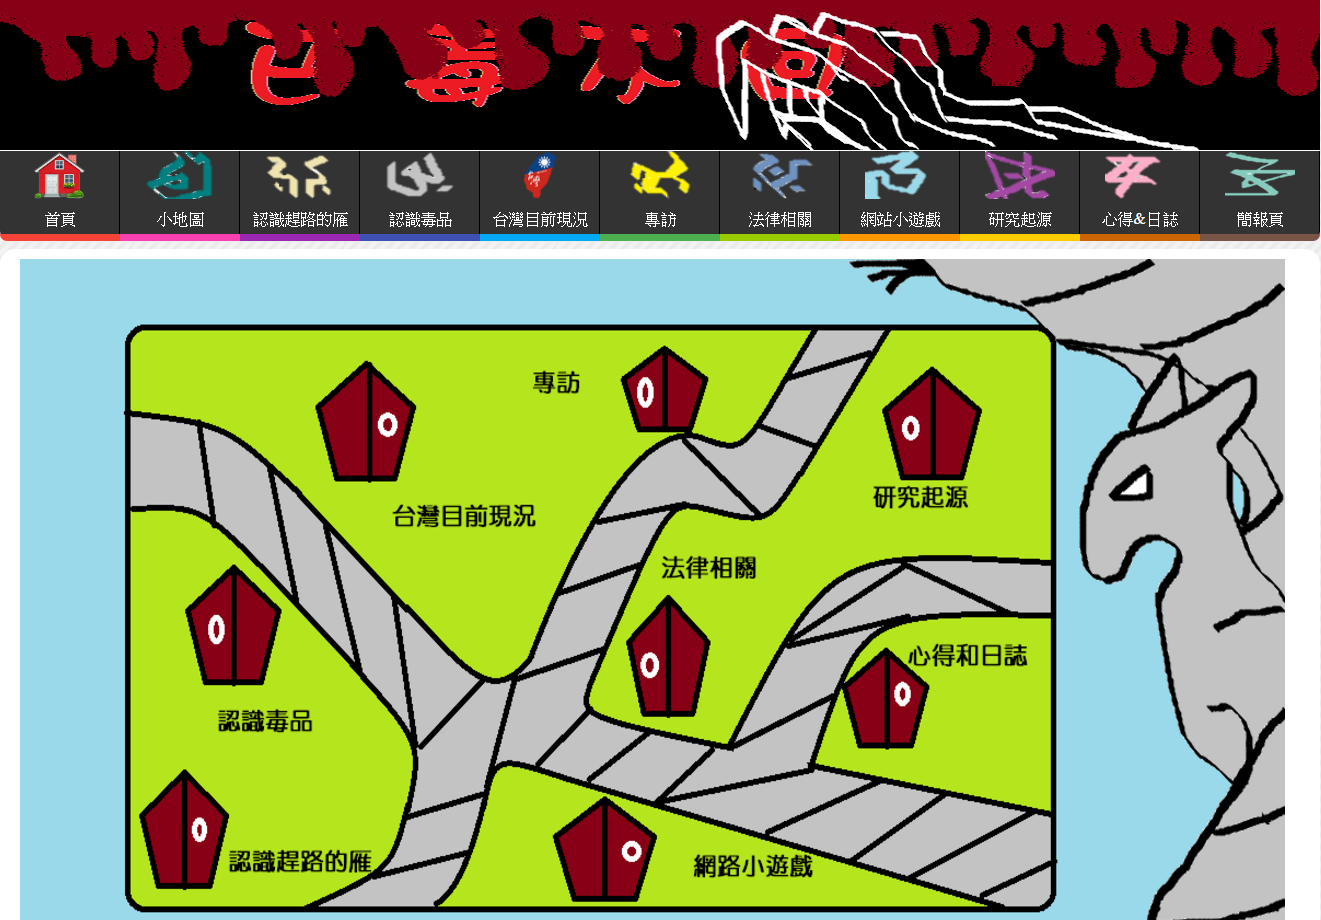 已毒不回
首頁
小地圖
認識趕路的雁
認識毒品
台灣目前現況
專訪
法律相關
網站小遊戲
研究起源
心得&日誌
簡報頁
專訪
研究起源
台灣目前現況
法律相關
心得和日誌
認識毒品
認識趕路的雁
網路小遊戲